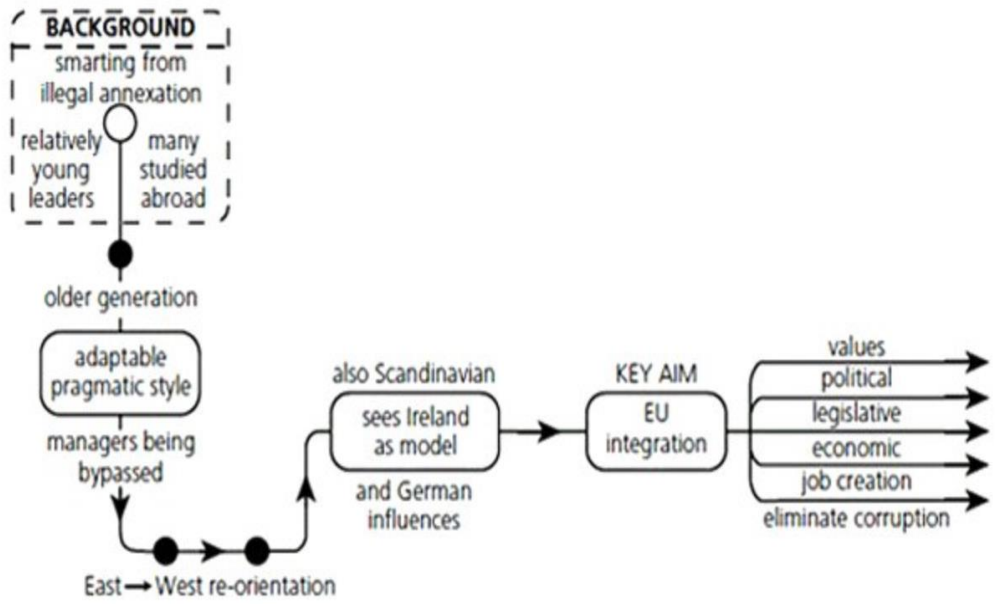 BACKGROUND
smarting from
illegal annexation
relatively
young
leaders
many
studied
abroad
older generation
adaptable
pragmatic style
managers being
bypassed
East→West re-orientation
also Scandinavian
sees Ireland
as model
and German
influences
KEY AIM
EU
integration
values
political
legislative
economic
job creation
eliminate corruption